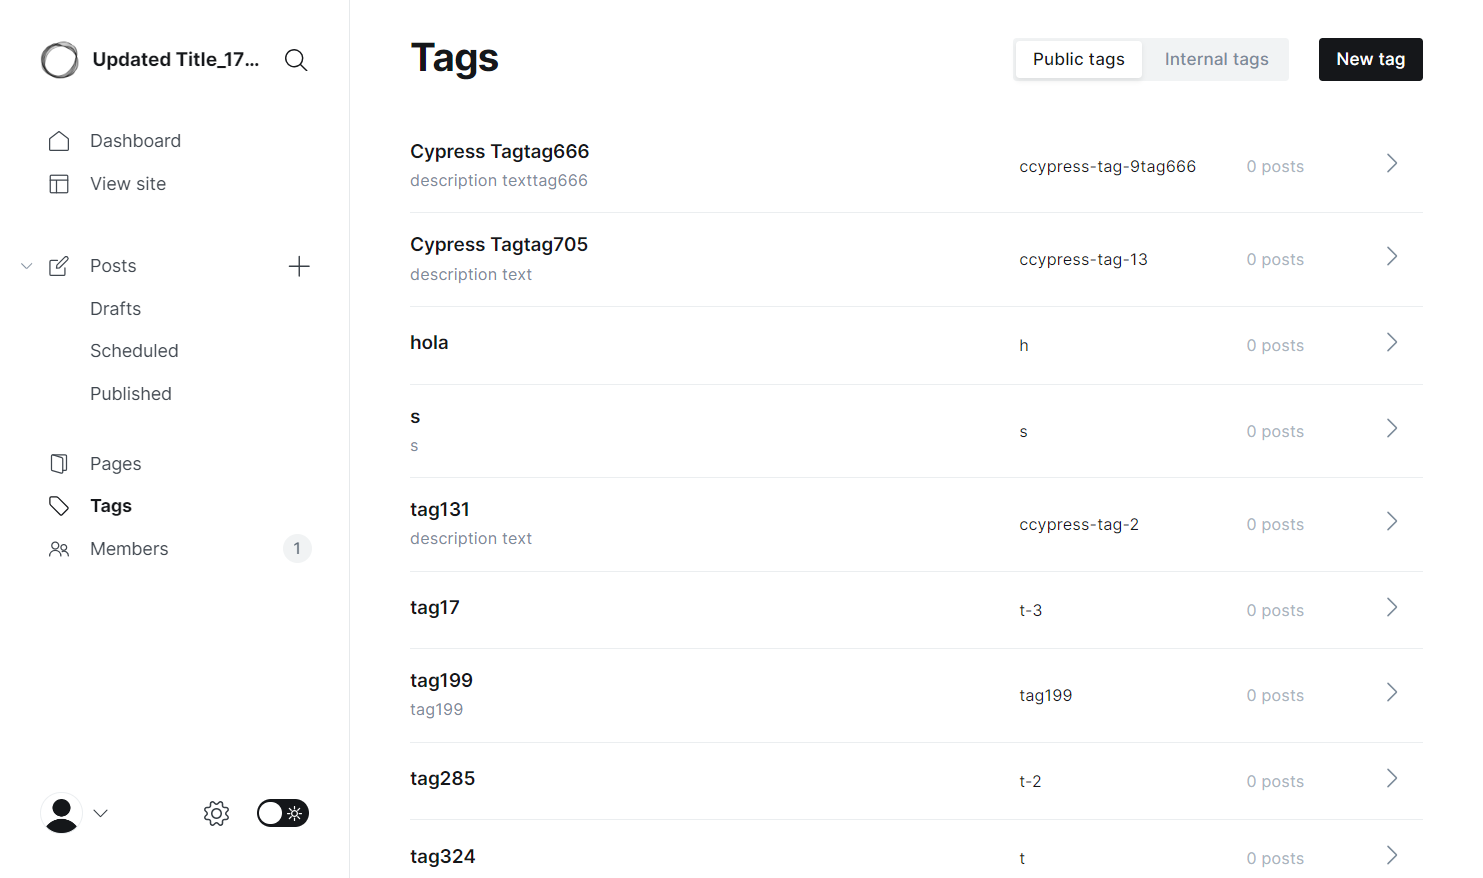 Updated Title_17...
Dashboard
View site
Posts
Drafts
Scheduled
Published
Pages
Tags
Members 1
Tags
Public tags Internal tags New tag
Cypress Tagtag666
description texttag666
ccypress-tag-9tag666 0 posts
Cypress Tagtag705
description text
ccypress-tag-13 0 posts
hola
h 0 posts
s
s
s 0 posts
tag131
description text
ccypress-tag-2 0 posts
tag17
t-3 0 posts
tag199
tag199
tag199 0 posts
tag285
t-2 0 posts
tag324
t 0 posts